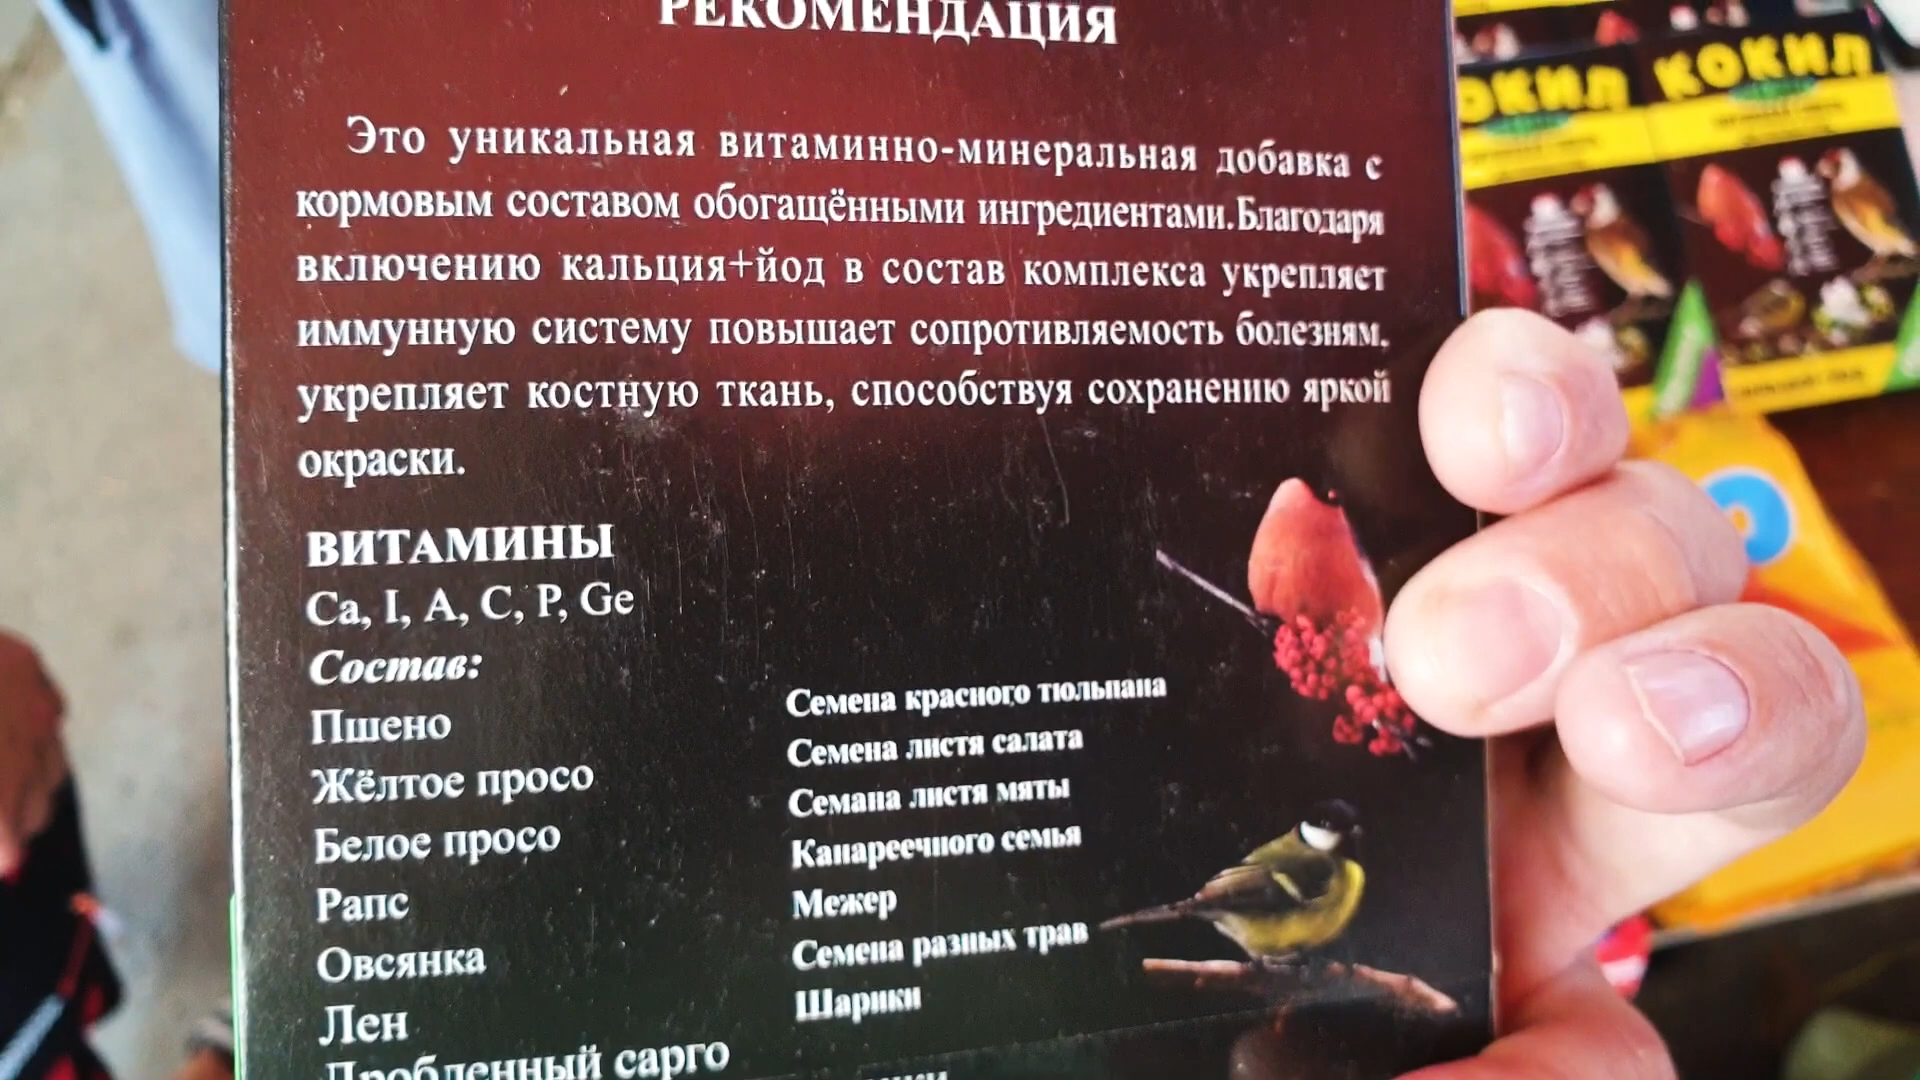 РЕКОМЕНДАЦИЯ
Это уникальная витаминно-минеральная добавка с
кормовым составом обогащёнными ингредиентами.Благодаря
включению кальция+йод в состав комплекса укрепляет
иммунную систему повышает сопротивляемость болезням.
укрепляет костную ткань, способствуя сохранению яркой
окраски.
ВИТАМИНЫ
Ca, I, A, C, P, Ge
Состав:
Пшено
Жёлтое просо
Белое просо
Рапс
Овсянка
Лен
Дробленный сарго
Семена красного тюльпана
Семена листя салата
Семана листя мяты
Канареечного семья
Межер
Семена разных трав
Шарики
КОКИЛ